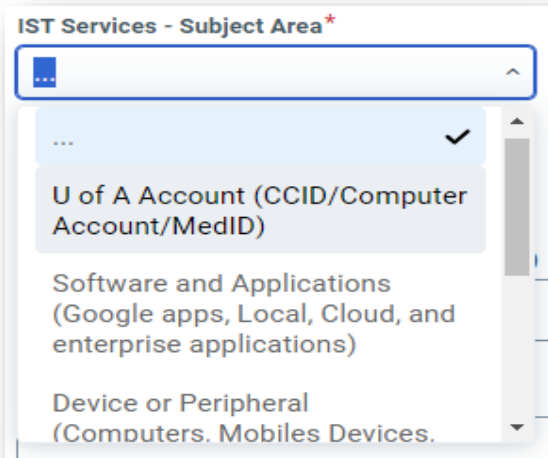 IST Services - Subject Area*
...
...
U of A Account (CCID/Computer
Account/MedID)
Software and Applications
(Google apps, Local, Cloud, and
enterprise applications)
Device or Peripheral
(Computers, Mobiles Devices,